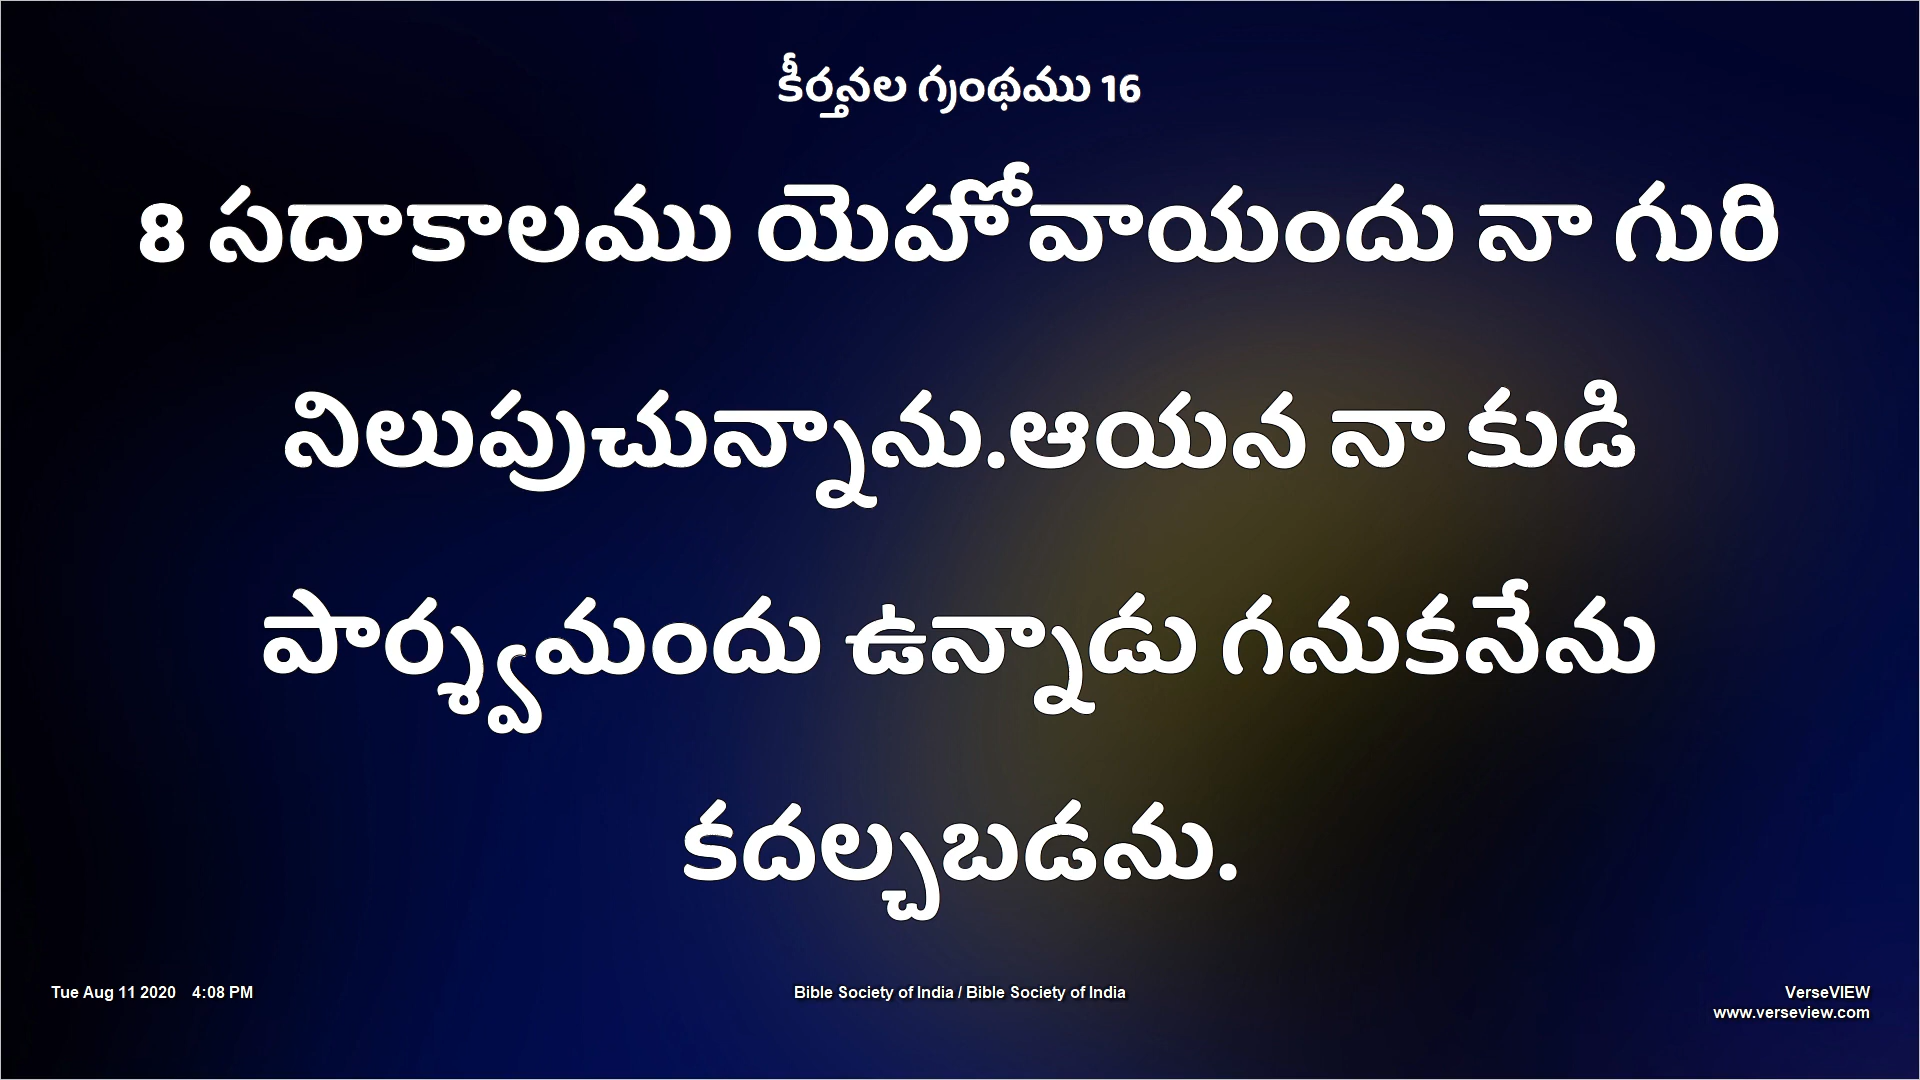 కీర్తనల గ్రంథము 16
8 సదాకాలము యెహోవాయందు నా గురి
నిలుపుచున్నాను.ఆయన నా కుడి
పార్శ్వమందు ఉన్నాడు గనుకనేను
కదల్చబడను.
Tue Aug 11 2020 4:08 PM
Bible Society of India / Bible Society of India
VerseVIEW
www.verseview.com